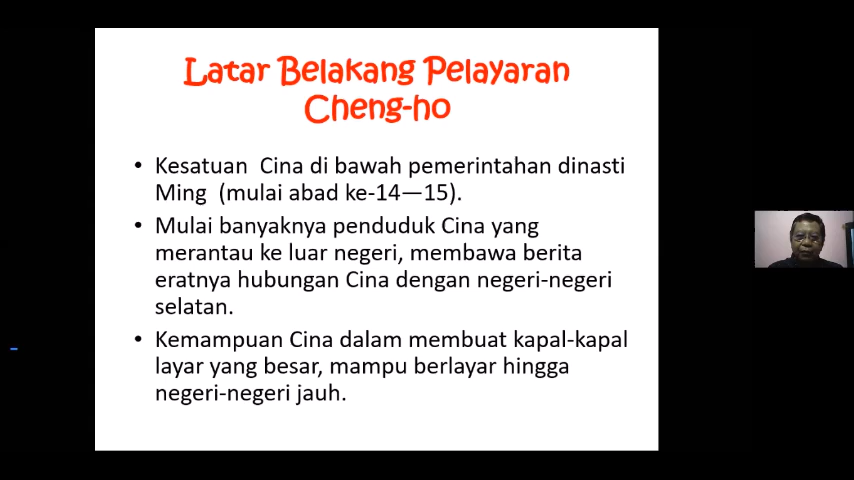 Latar Belakang Pelayaran
Cheng-ho
• Kesatuan Cina di bawah pemerintahan dinasti
Ming (mulai abad ke-14—15).
• Mulai banyaknya penduduk Cina yang
merantau ke luar negeri, membawa berita
eratnya hubungan Cina dengan negeri-negeri
selatan.
• Kemampuan Cina dalam membuat kapal-kapal
layar yang besar, mampu berlayar hingga
negeri-negeri jauh.